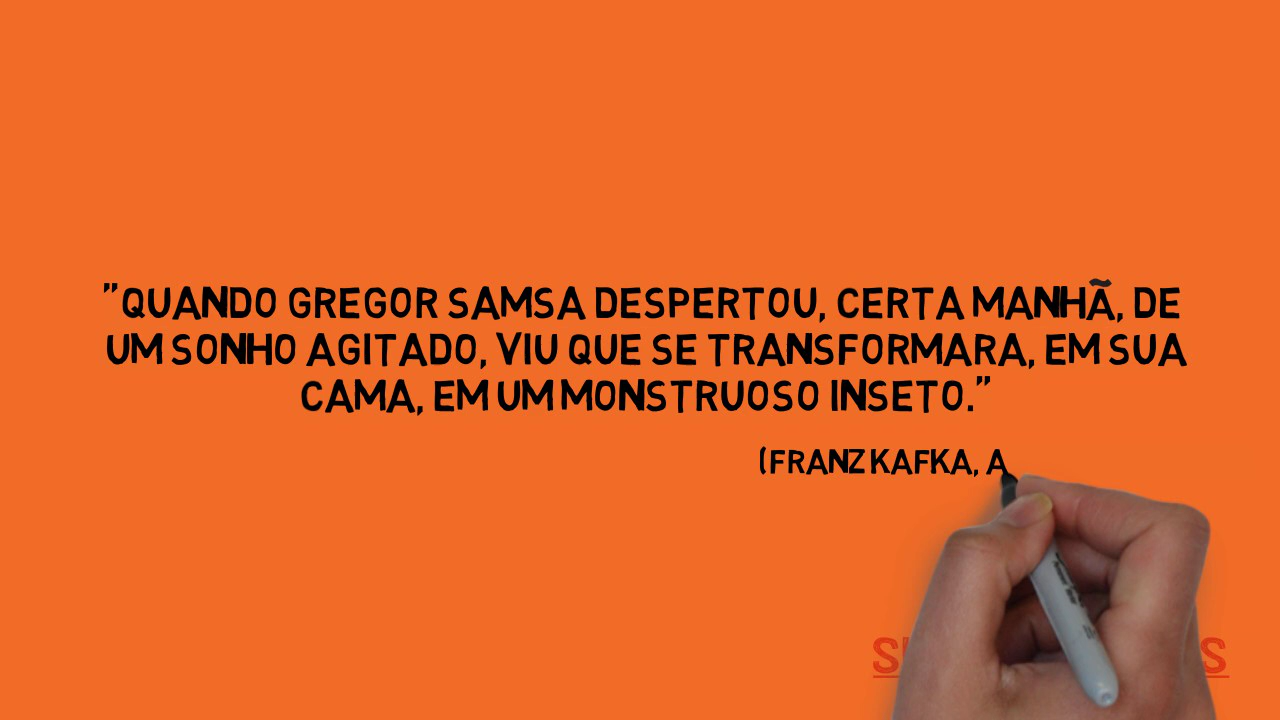 "QUANDO GREGOR SAMSA DESPERTOU, CERTA MANHÃ, DE
UM SONHO AGITADO, VIU QUE SE TRANSFORMARA, EM SUA
CAMA, EM UM MONSTRUOSO INSETO."
(FRANZ KAFKA, A